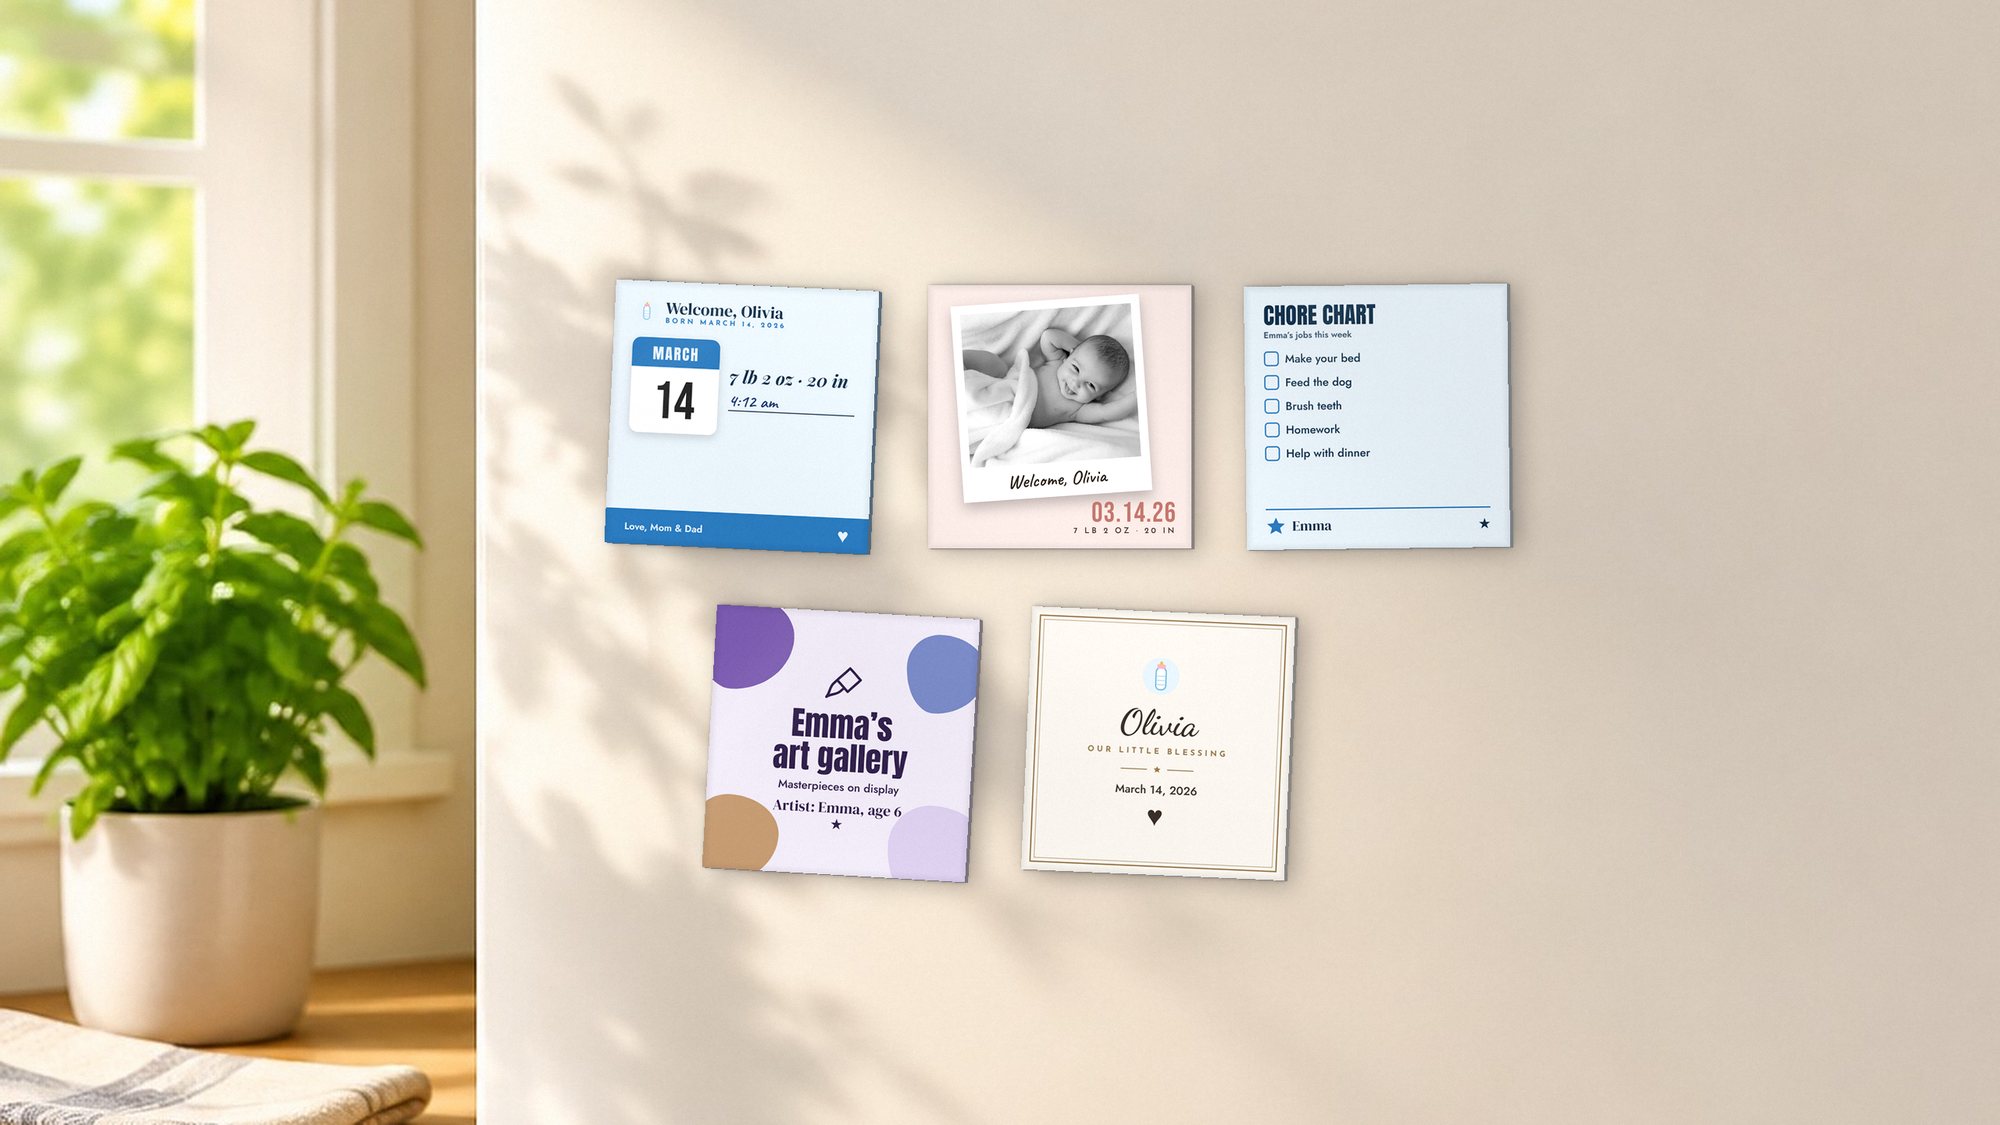 Welcome, Olivia
BORN MARCH 14, 2026
MARCH
14
7 lb 2 oz · 20 in
4:12 am
Love, Mom & Dad
Welcome, Olivia
03.14.26
7 LB 2 OZ · 20 IN
CHORE CHART
Emma's jobs this week
Make your bed
Feed the dog
Brush teeth
Homework
Help with dinner
Emma
Emma's
art gallery
Masterpieces on display
Artist: Emma, age 6
Olivia
OUR LITTLE BLESSING
March 14, 2026